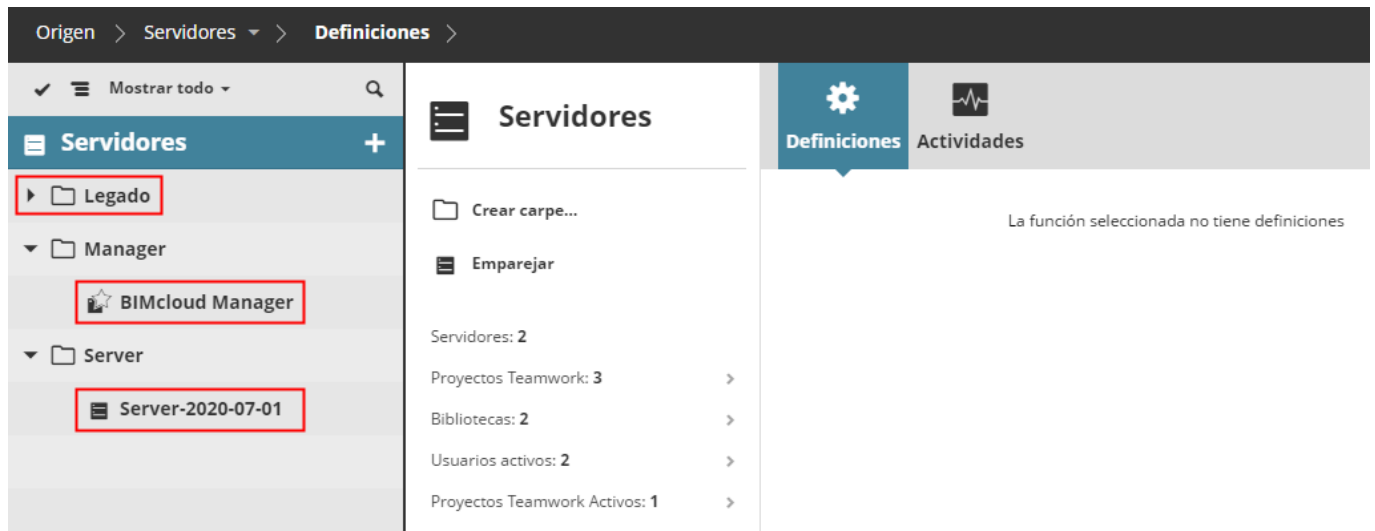 Origen > Servidores > Definiciones >
Mostrar todo
Servidores
Legado
Manager
BIMcloud Manager
Server
Server-2020-07-01
Servidores
Crear carpe...
Emparejar
Servidores: 2
Proyectos Teamwork: 3
Bibliotecas: 2
Usuarios activos: 2
Proyectos Teamwork Activos: 1
Definiciones Actividades
La función seleccionada no tiene definiciones